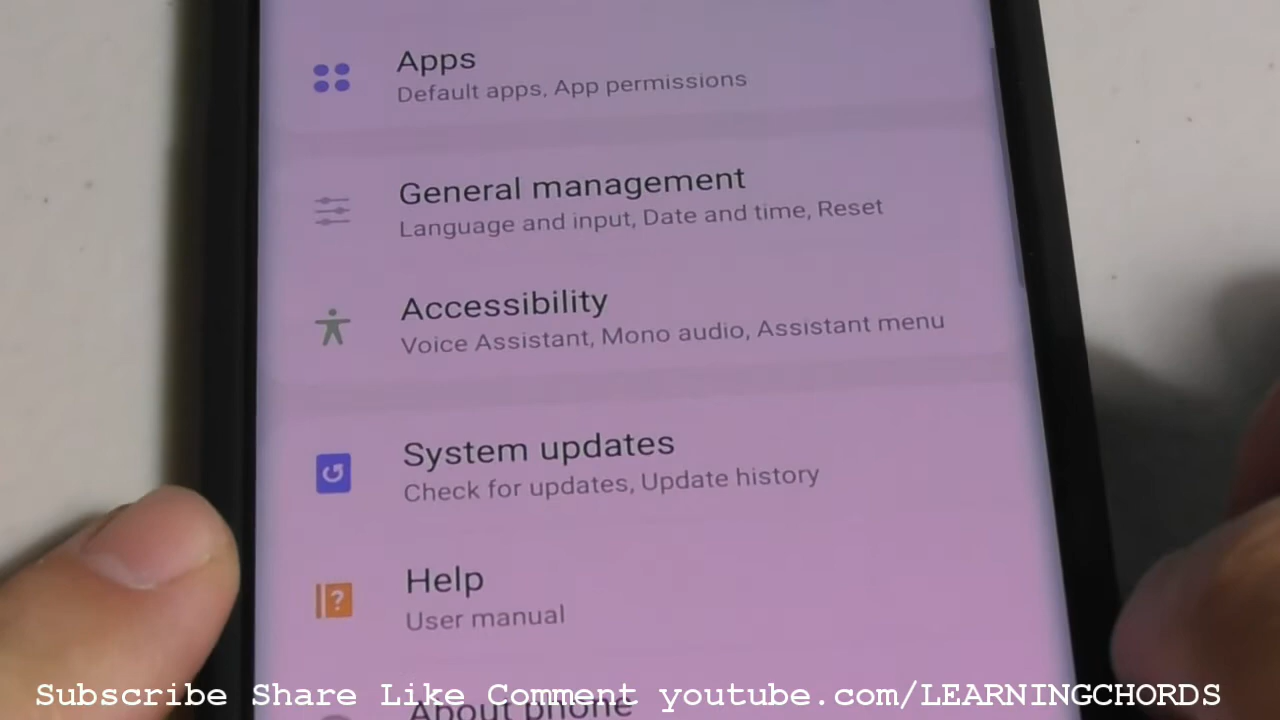 Apps
Default apps, App permissions
General management
Language and input, Date and time, Reset
Accessibility
Voice Assistant, Mono audio, Assistant menu
System updates
Check for updates, Update history
Help
User manual
About phone
Subscribe Share Like Comment youtube.com/LEARNINGCHORDS